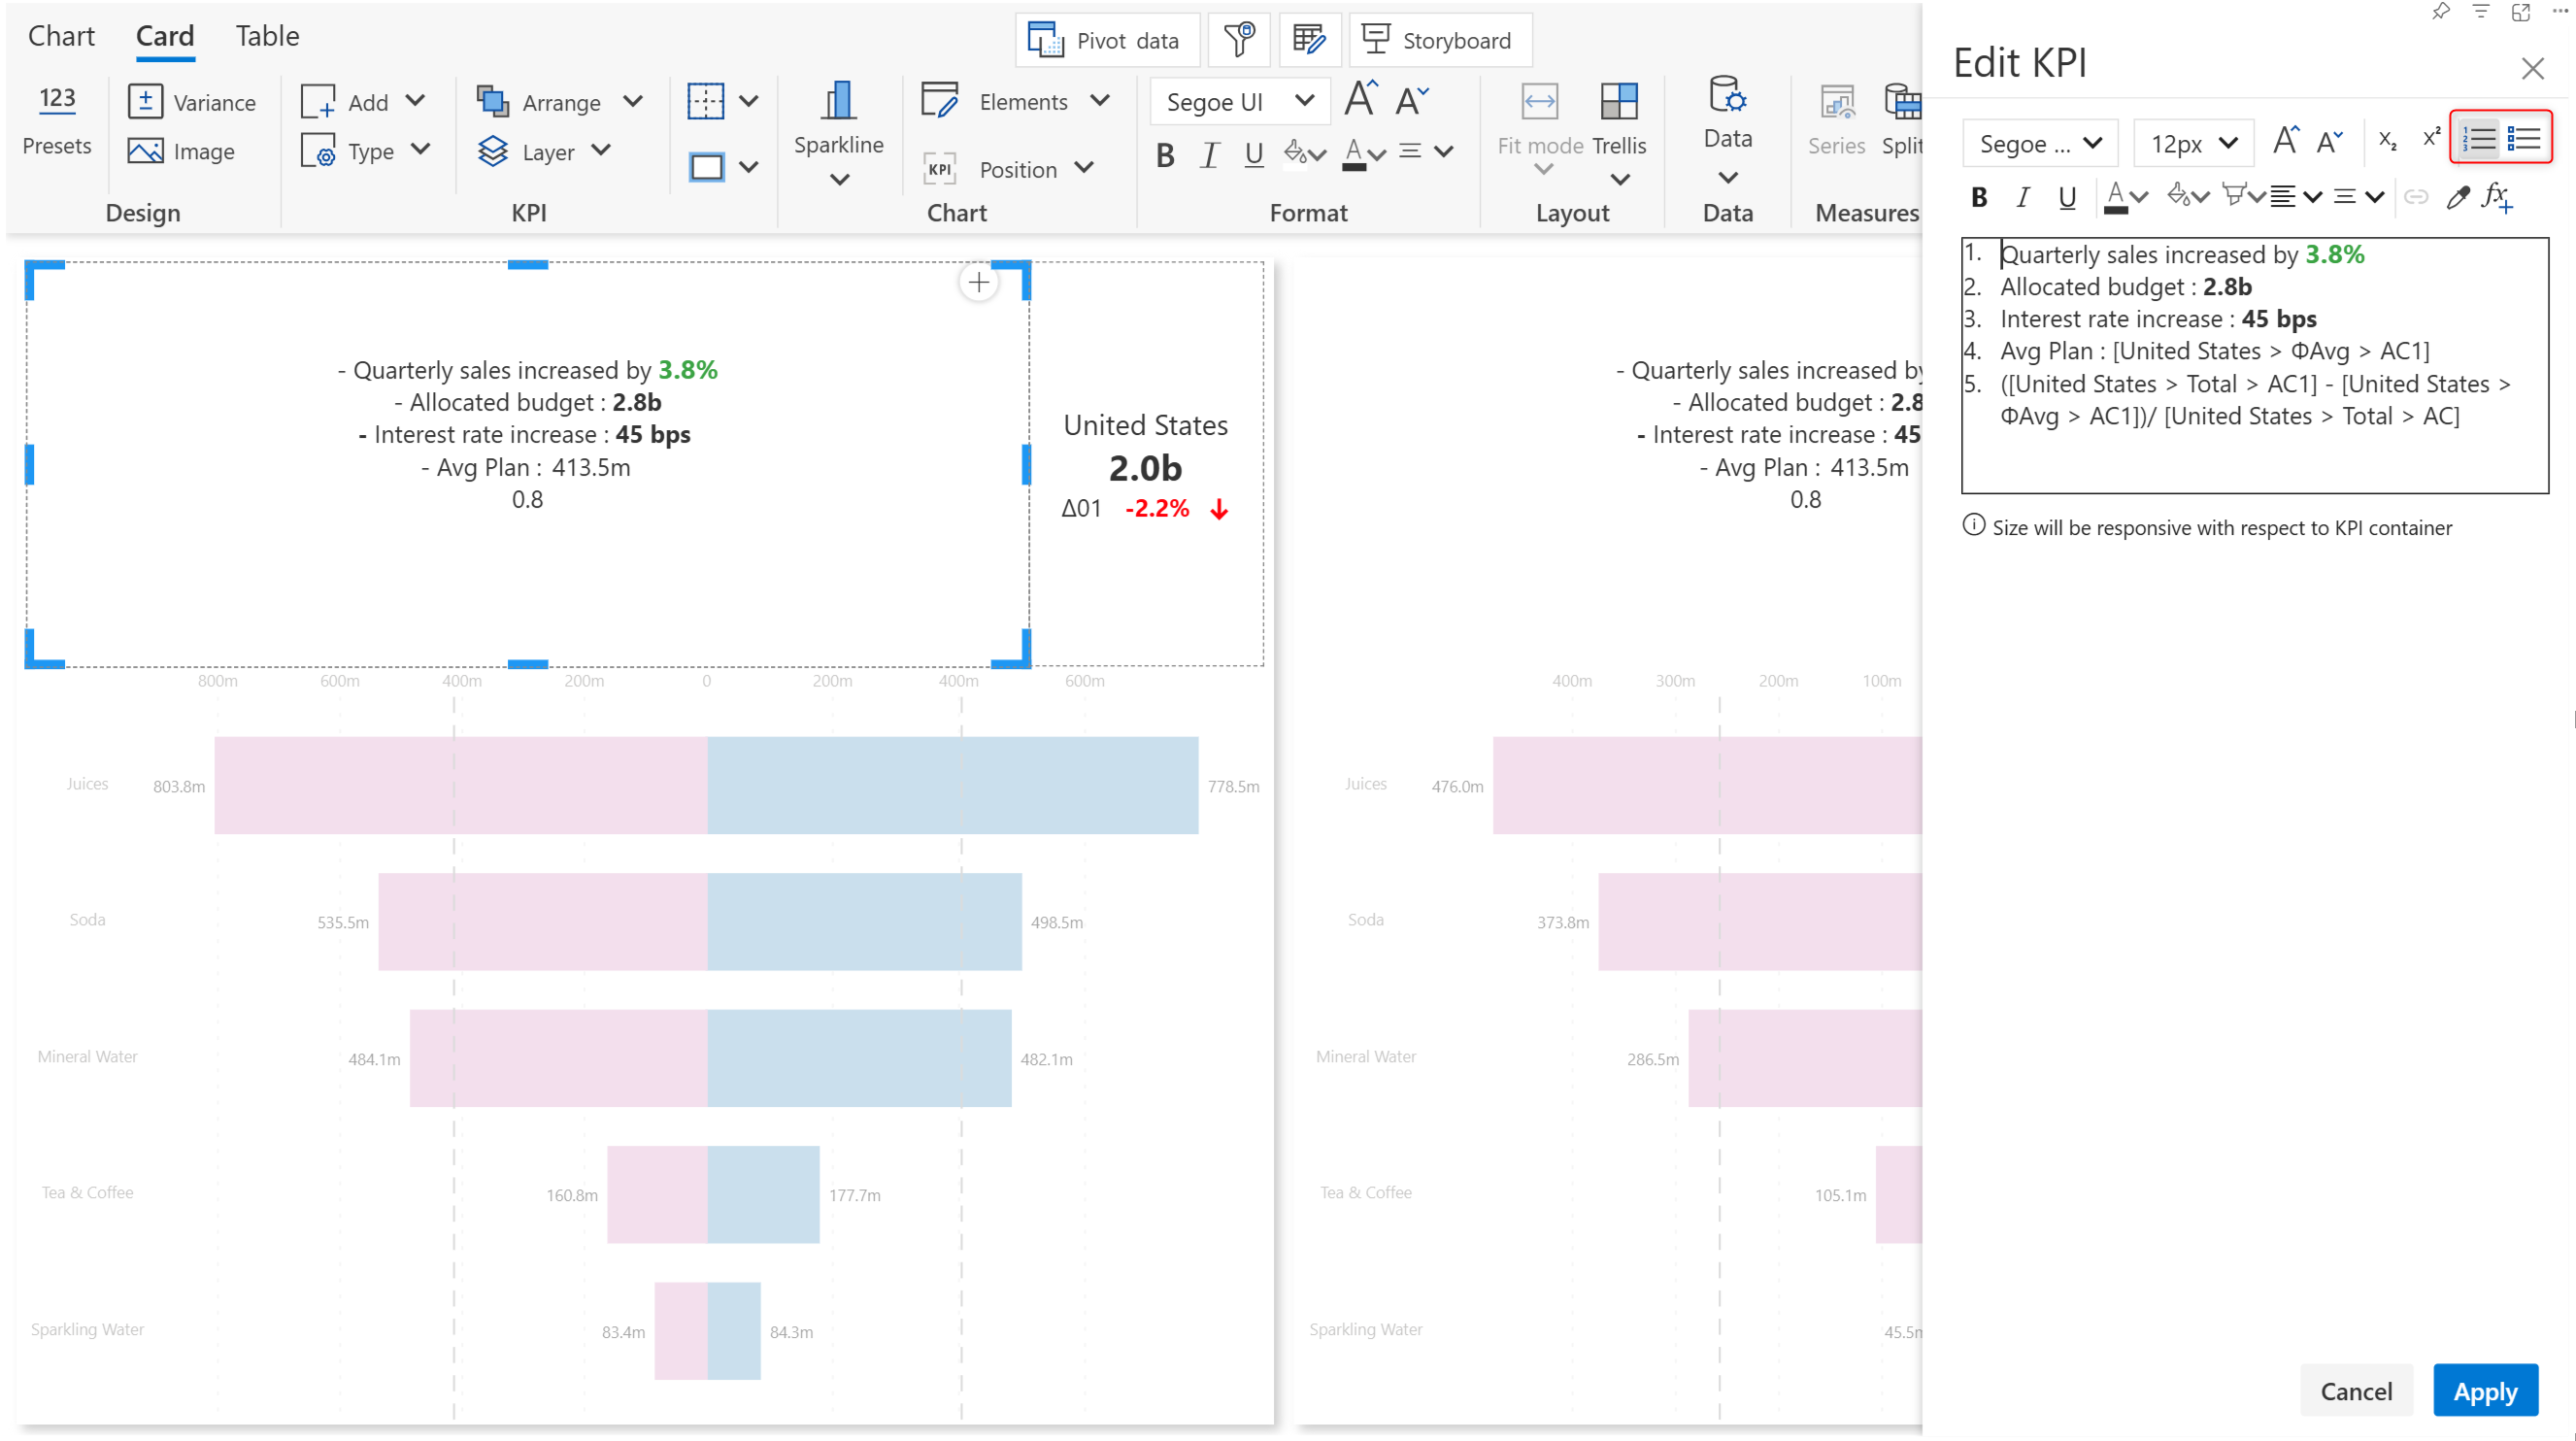 Chart Card Table
Pivot data
Storyboard
123
Presets
Variance
Image
Design
Add
Type
Arrange
Layer
KPI
Sparkline
Elements
KPI
Position
Chart
Segoe UI
A A
B I U A
Format
Fit mode
Trellis
Layout
Data
Data
Series
Split
Measures
- Quarterly sales increased by 3.8%
- Allocated budget : 2.8b
- Interest rate increase : 45 bps
- Avg Plan : 413.5m
0.8
United States
2.0b
Δ01 -2.2%
800m 600m 400m 200m 0 200m 400m 600m
Juices 803.8m 778.5m
Soda 535.5m 498.5m
Mineral Water 484.1m 482.1m
Tea & Coffee 160.8m 177.7m
Sparkling Water 83.4m 84.3m
- Quarterly sales increased by
- Allocated budget : 2.8
- Interest rate increase : 45
- Avg Plan : 413.5m
0.8
400m 300m 200m 100m
Juices 476.0m
Soda 373.8m
Mineral Water 286.5m
Tea & Coffee 105.1m
Sparkling Water 45.5m
Edit KPI
Segoe ... 12px A A X₂ X²
B I U A fx
1. Quarterly sales increased by 3.8%
2. Allocated budget : 2.8b
3. Interest rate increase : 45 bps
4. Avg Plan : [United States > ΦAvg > AC1]
5. ([United States > Total > AC1] - [United States >
ΦAvg > AC1])/ [United States > Total > AC]
Size will be responsive with respect to KPI container
Cancel
Apply